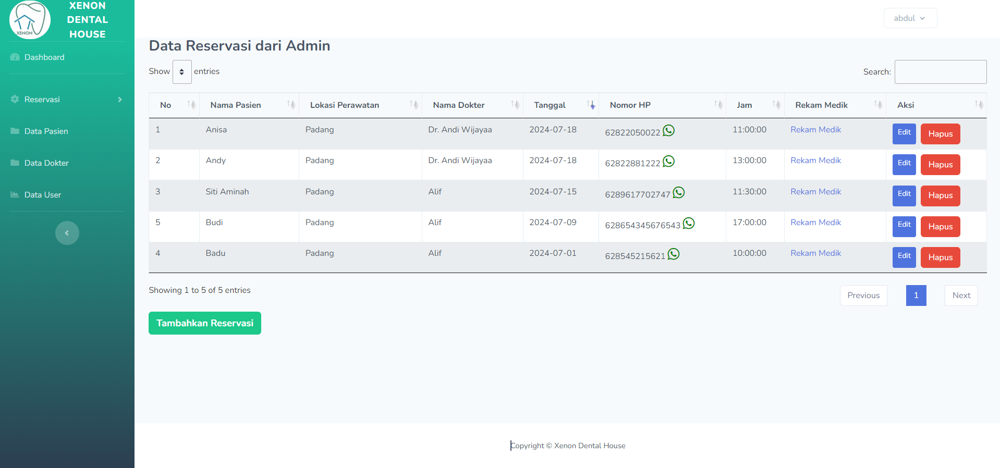 XENON
DENTAL
HOUSE
XENON
abdul
Dashboard
Reservasi
Data Pasien
Data Dokter
Data User
Data Reservasi dari Admin
Show entries
Search:
No Nama Pasien Lokasi Perawatan Nama Dokter Tanggal Nomor HP Jam Rekam Medik Aksi
1 Anisa Padang Dr. Andi Wijayaa 2024-07-18 62822050022 11:00:00 Rekam Medik Edit Hapus
2 Andy Padang Dr. Andi Wijayaa 2024-07-18 62822881222 13:00:00 Rekam Medik Edit Hapus
3 Siti Aminah Padang Alif 2024-07-15 6289617702747 11:30:00 Rekam Medik Edit Hapus
5 Budi Padang Alif 2024-07-09 628654345676543 17:00:00 Rekam Medik Edit Hapus
4 Badu Padang Alif 2024-07-01 628545215621 10:00:00 Rekam Medik Edit Hapus
Showing 1 to 5 of 5 entries
Previous 1 Next
Tambahkan Reservasi
Copyright © Xenon Dental House